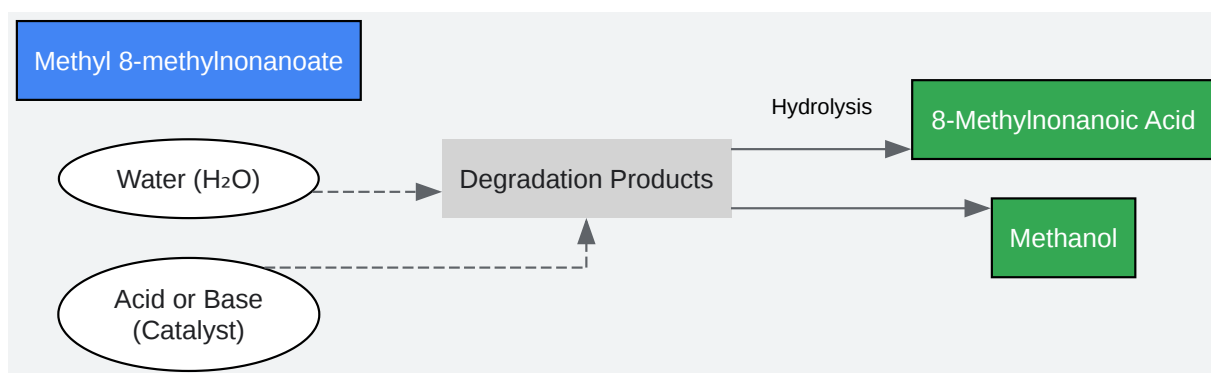 Methyl 8-methylnonanoate
Water (H₂O)
Acid or Base
(Catalyst)
Degradation Products
Hydrolysis
8-Methylnonanoic Acid
Methanol